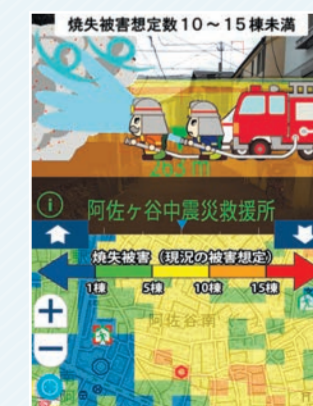 焼失被害想定数10～15棟未満
263m
阿佐ヶ谷中震災救援所
焼失被害（現況の被害想定）
1棟 5棟 10棟 15棟
阿佐谷南